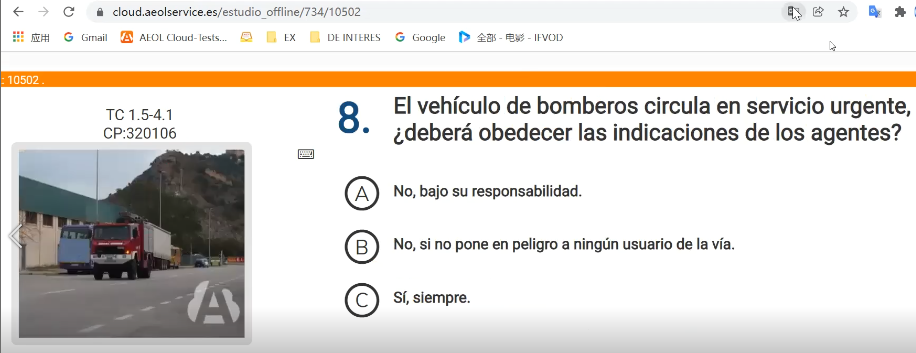 cloud.aeolservice.es/estudio_offline/734/10502
应用 Gmail AEOL Cloud-Tests... EX DE INTERES Google 全部 - 电影 - IFVOD
: 10502 .
TC 1.5-4.1
CP:320106
8. El vehículo de bomberos circula en servicio urgente,
¿deberá obedecer las indicaciones de los agentes?
A No, bajo su responsabilidad.
B No, si no pone en peligro a ningún usuario de la vía.
C Sí, siempre.